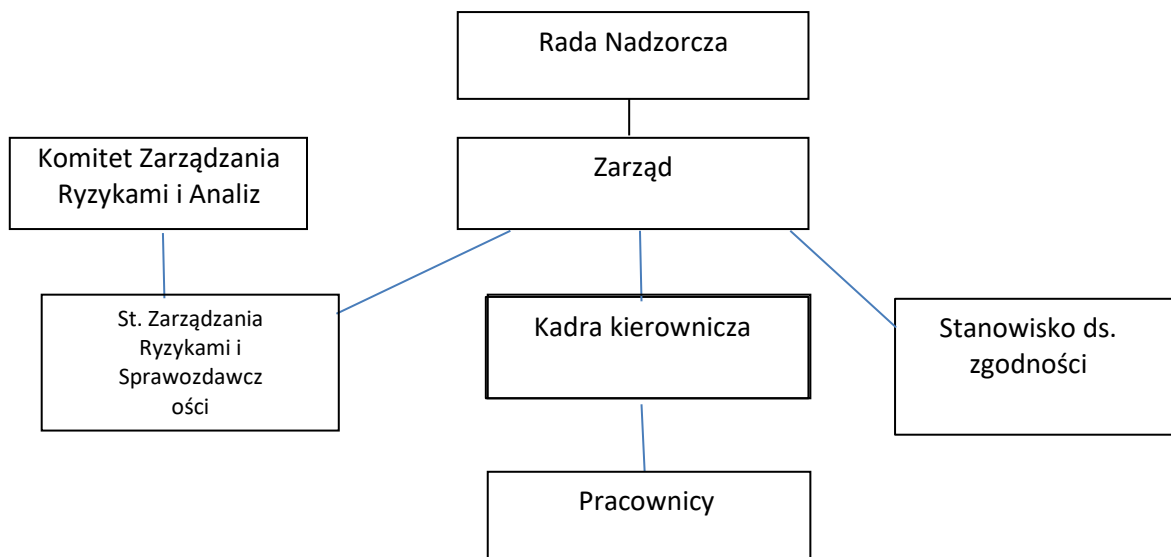 Rada Nadzorcza
Komitet Zarządzania
Ryzykami i Analiz
Zarząd
St. Zarządzania
Ryzykami i
Sprawozdawcz
ości
Kadra kierownicza
Stanowisko ds.
zgodności
Pracownicy